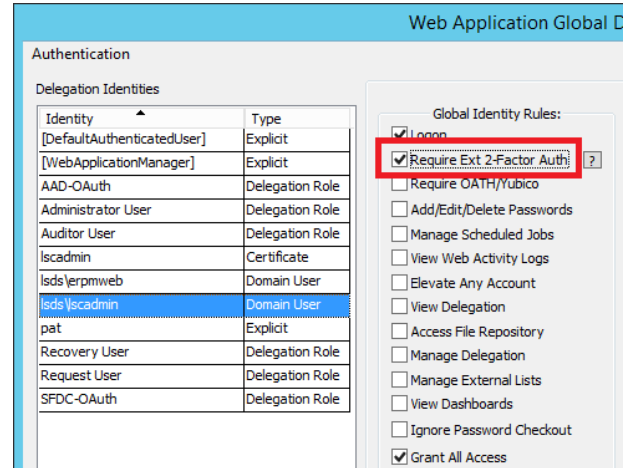 Web Application Global D
Authentication
Delegation Identities
Identity Type
[DefaultAuthenticatedUser] Explicit
[WebApplicationManager] Explicit
AAD-OAuth Delegation Role
Administrator User Delegation Role
Auditor User Delegation Role
lscadmin Certificate
lsds\erpmweb Domain User
lsds\lscadmin Domain User
pat Explicit
Recovery User Delegation Role
Request User Delegation Role
SFDC-OAuth Delegation Role
Global Identity Rules:
Logon
Require Ext 2-Factor Auth ?
Require OATH/Yubico
Add/Edit/Delete Passwords
Manage Scheduled Jobs
View Web Activity Logs
Elevate Any Account
View Delegation
Access File Repository
Manage Delegation
Manage External Lists
View Dashboards
Ignore Password Checkout
Grant All Access